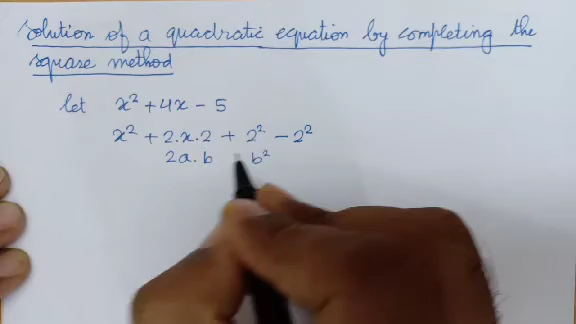 solution of a quadratic equation by completing the
square method
let x² + 4x - 5
x² + 2.x.2 + 2² - 2²
2a.b b²